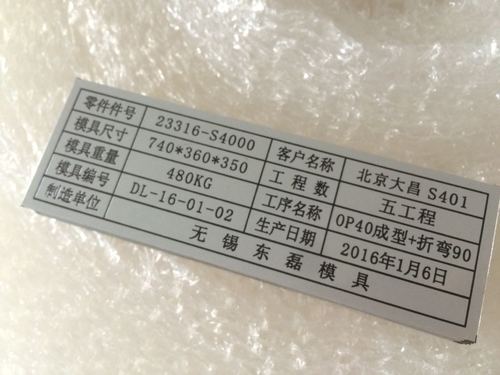 零件件号 23316-S4000 客户名称 北京大昌 S401
模具尺寸 740*360*350 工程数 五工程
模具重量 480KG 工序名称 OP40成型+折弯90
模具编号 DL-16-01-02 生产日期 2016年1月6日
制造单位 无锡东磊模具